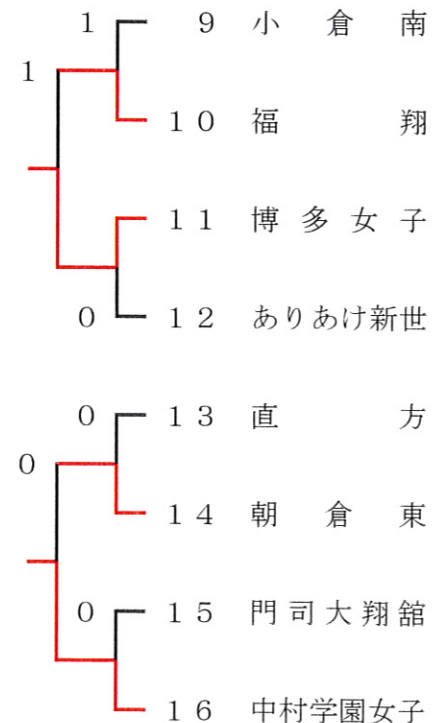 1 9 小倉南
1
10 福翔
11 博多女子
0 12 ありあけ新世
0 13 直方
0
14 朝倉東
0 15 門司大翔舘
16 中村学園女子